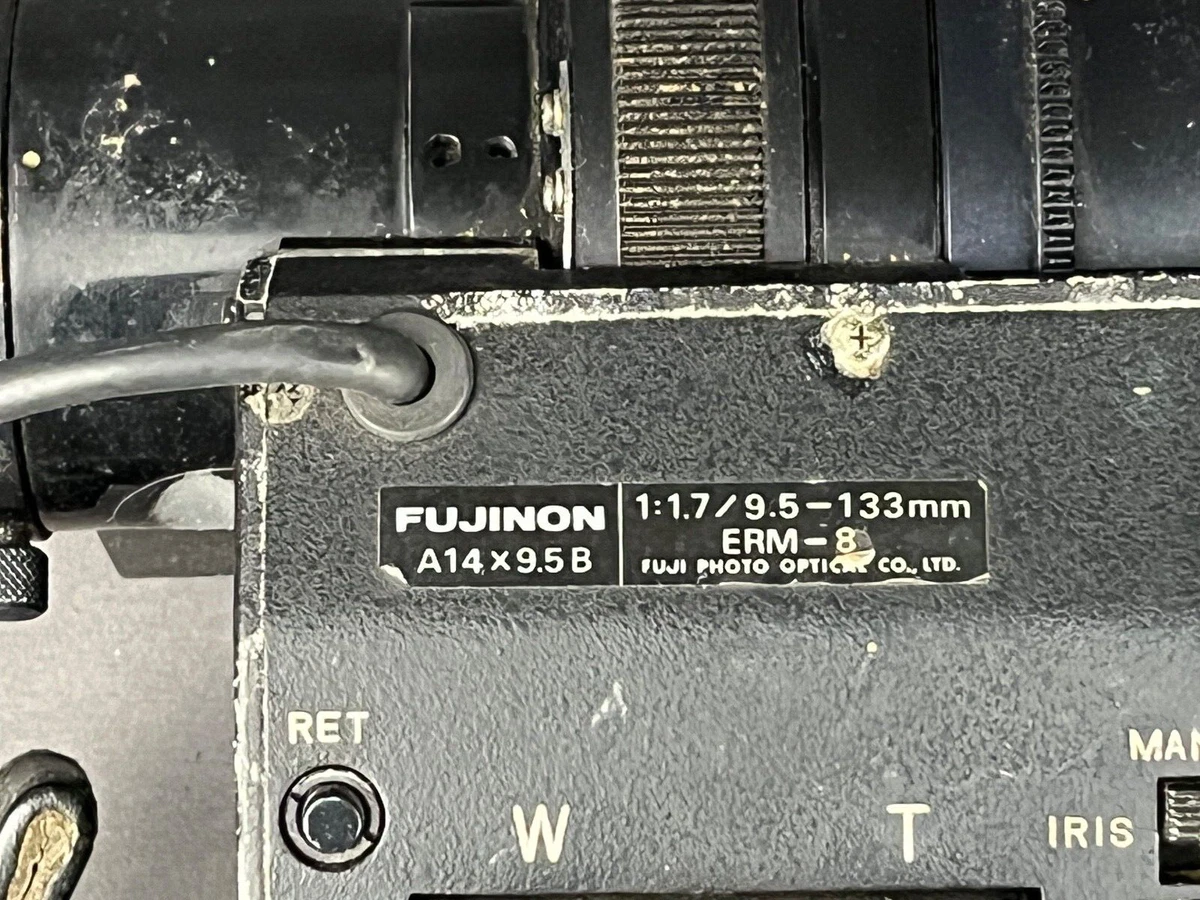 FUJINON
A14×9.5B
1:1.7/9.5–133mm
ERM–8
FUJI PHOTO OPTICAL CO., LTD.
RET
W
T
MAN
IRIS